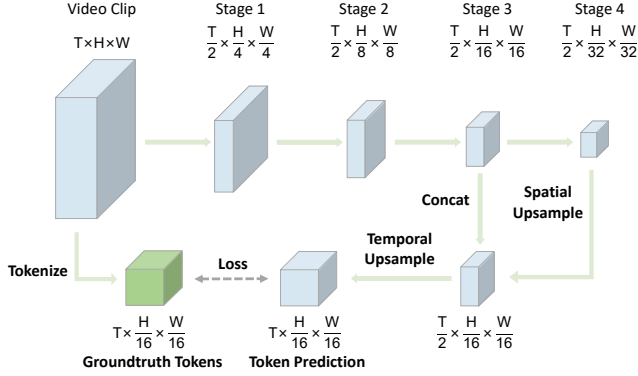 Video Clip
Stage 1
Stage 2
Stage 3
Stage 4
T×H×W
T/2 × H/4 × W/4
T/2 × H/8 × W/8
T/2 × H/16 × W/16
T/2 × H/32 × W/32
Concat
Spatial
Upsample
Tokenize
Loss
Temporal
Upsample
T× H/16 × W/16
T× H/16 × W/16
T/2 × H/16 × W/16
Groundtruth Tokens
Token Prediction